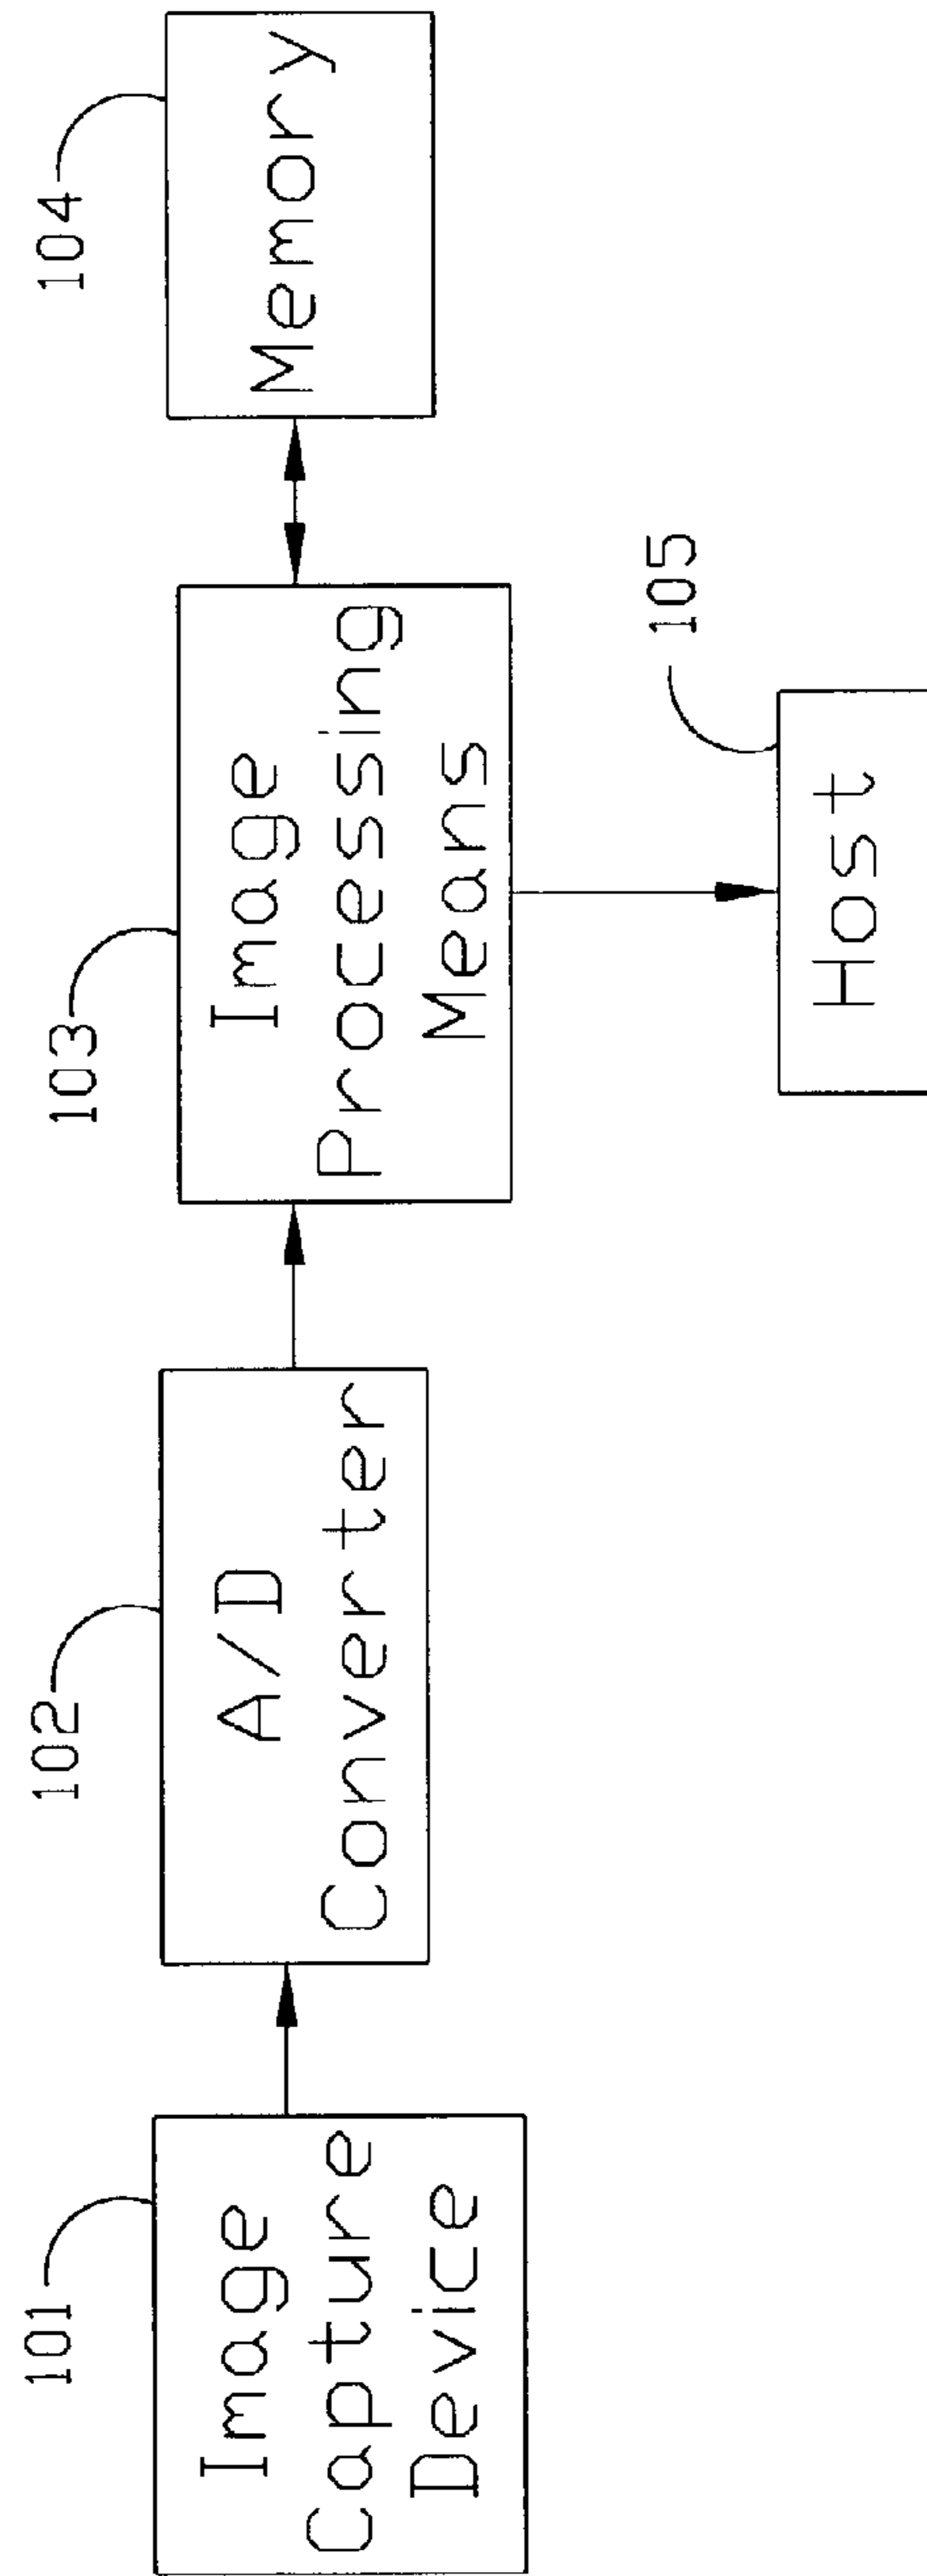 101
Image
Capture
Device
102
A/D
Converter
103
Image
Processing
Means
104
Memory
105
Host